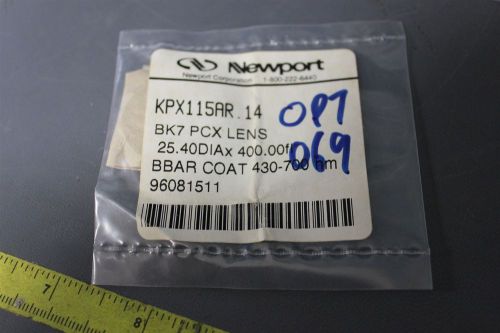 Newport
Newport Corporation 1-800-222-6440
KPX115AR.14
OPT
BK7 PCX LENS
069
25.40DIAx 400.00fl
BBAR COAT 430-700 nm
96081511
7
8